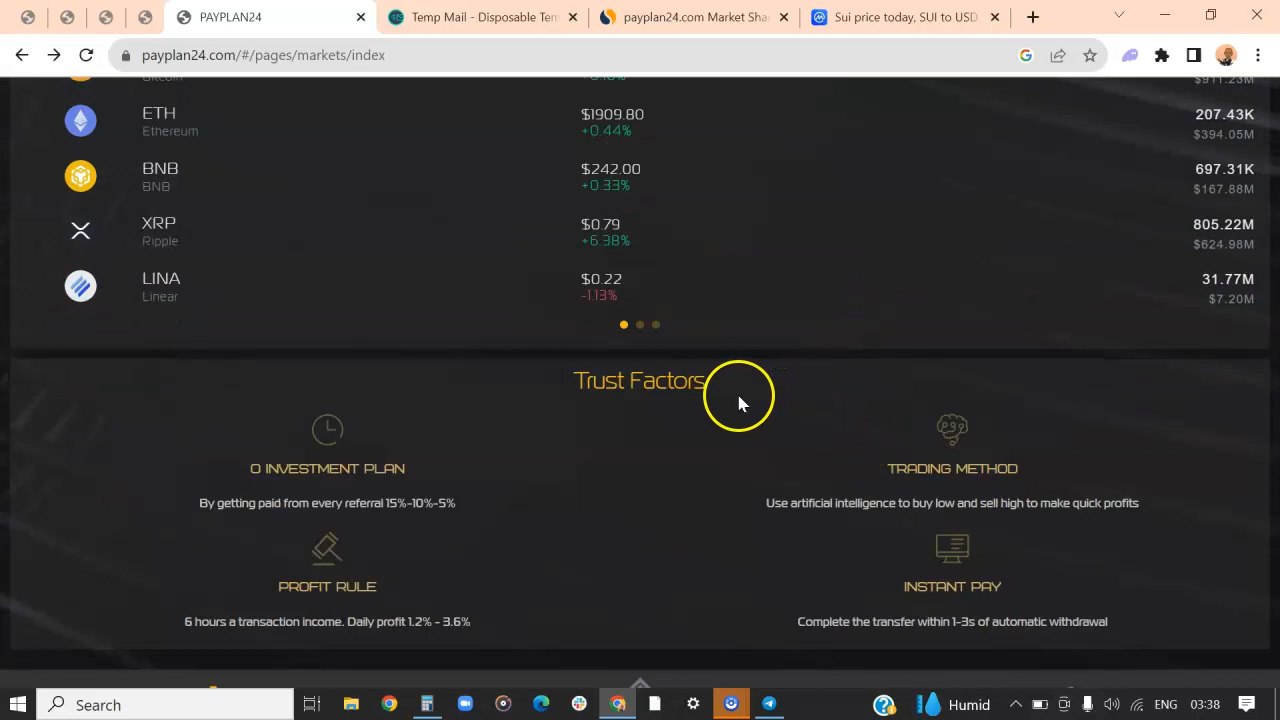 PAYPLAN24
Temp Mail - Disposable Tem
payplan24.com Market Sha
Sui price today, SUI to USD
payplan24.com/#/pages/markets/index
Bitcoin
$911.23M
ETH
$1909.80
207.43K
Ethereum
+0.44%
$394.05M
BNB
$242.00
697.31K
BNB
+0.33%
$167.88M
XRP
$0.79
805.22M
Ripple
+6.38%
$624.98M
LINA
$0.22
31.77M
Linear
-1.13%
$7.20M
Trust Factors
0 INVESTMENT PLAN
TRADING METHOD
By getting paid from every referral 15%-10%-5%
Use artificial intelligence to buy low and sell high to make quick profits
PROFIT RULE
INSTANT PAY
6 hours a transaction income. Daily profit 1.2% - 3.6%
Complete the transfer within 1-3s of automatic withdrawal
Search
Humid
ENG
03:38